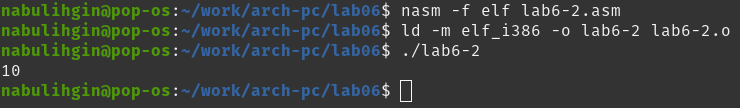 nabulihgin@pop-os:~/work/arch-pc/lab06$ nasm -f elf lab6-2.asm
nabulihgin@pop-os:~/work/arch-pc/lab06$ ld -m elf_i386 -o lab6-2 lab6-2.o
nabulihgin@pop-os:~/work/arch-pc/lab06$ ./lab6-2
10
nabulihgin@pop-os:~/work/arch-pc/lab06$